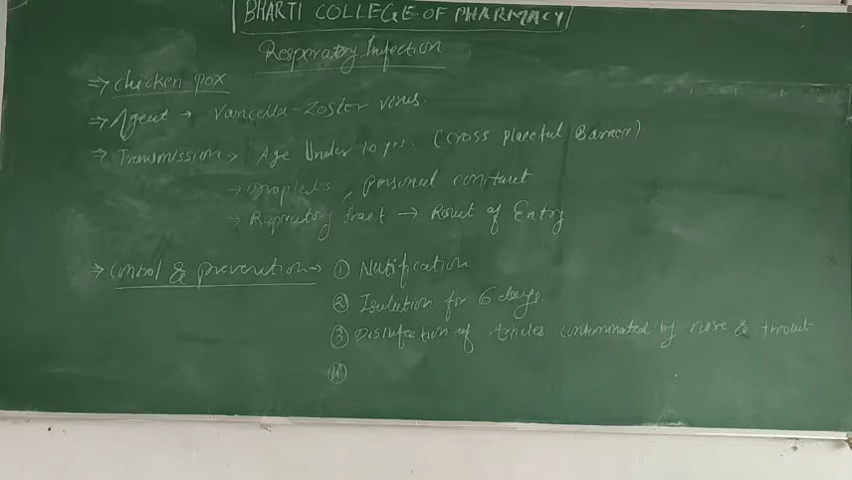 BHARTI COLLEGE OF PHARMACY
Respiratory Infection
⇒ Chicken pox
⇒ Agent → Varicella-Zoster virus.
⇒ Transmission → Age Under 10 yrs. (Cross Placental Barrier)
→ droplets, Personal contact
→ Respiratory tract → Rout of Entry
⇒ Control & prevention → ① Notification
② Isolation for 6 days.
③ Disinfection of Articles contaminated by nose & throat
④